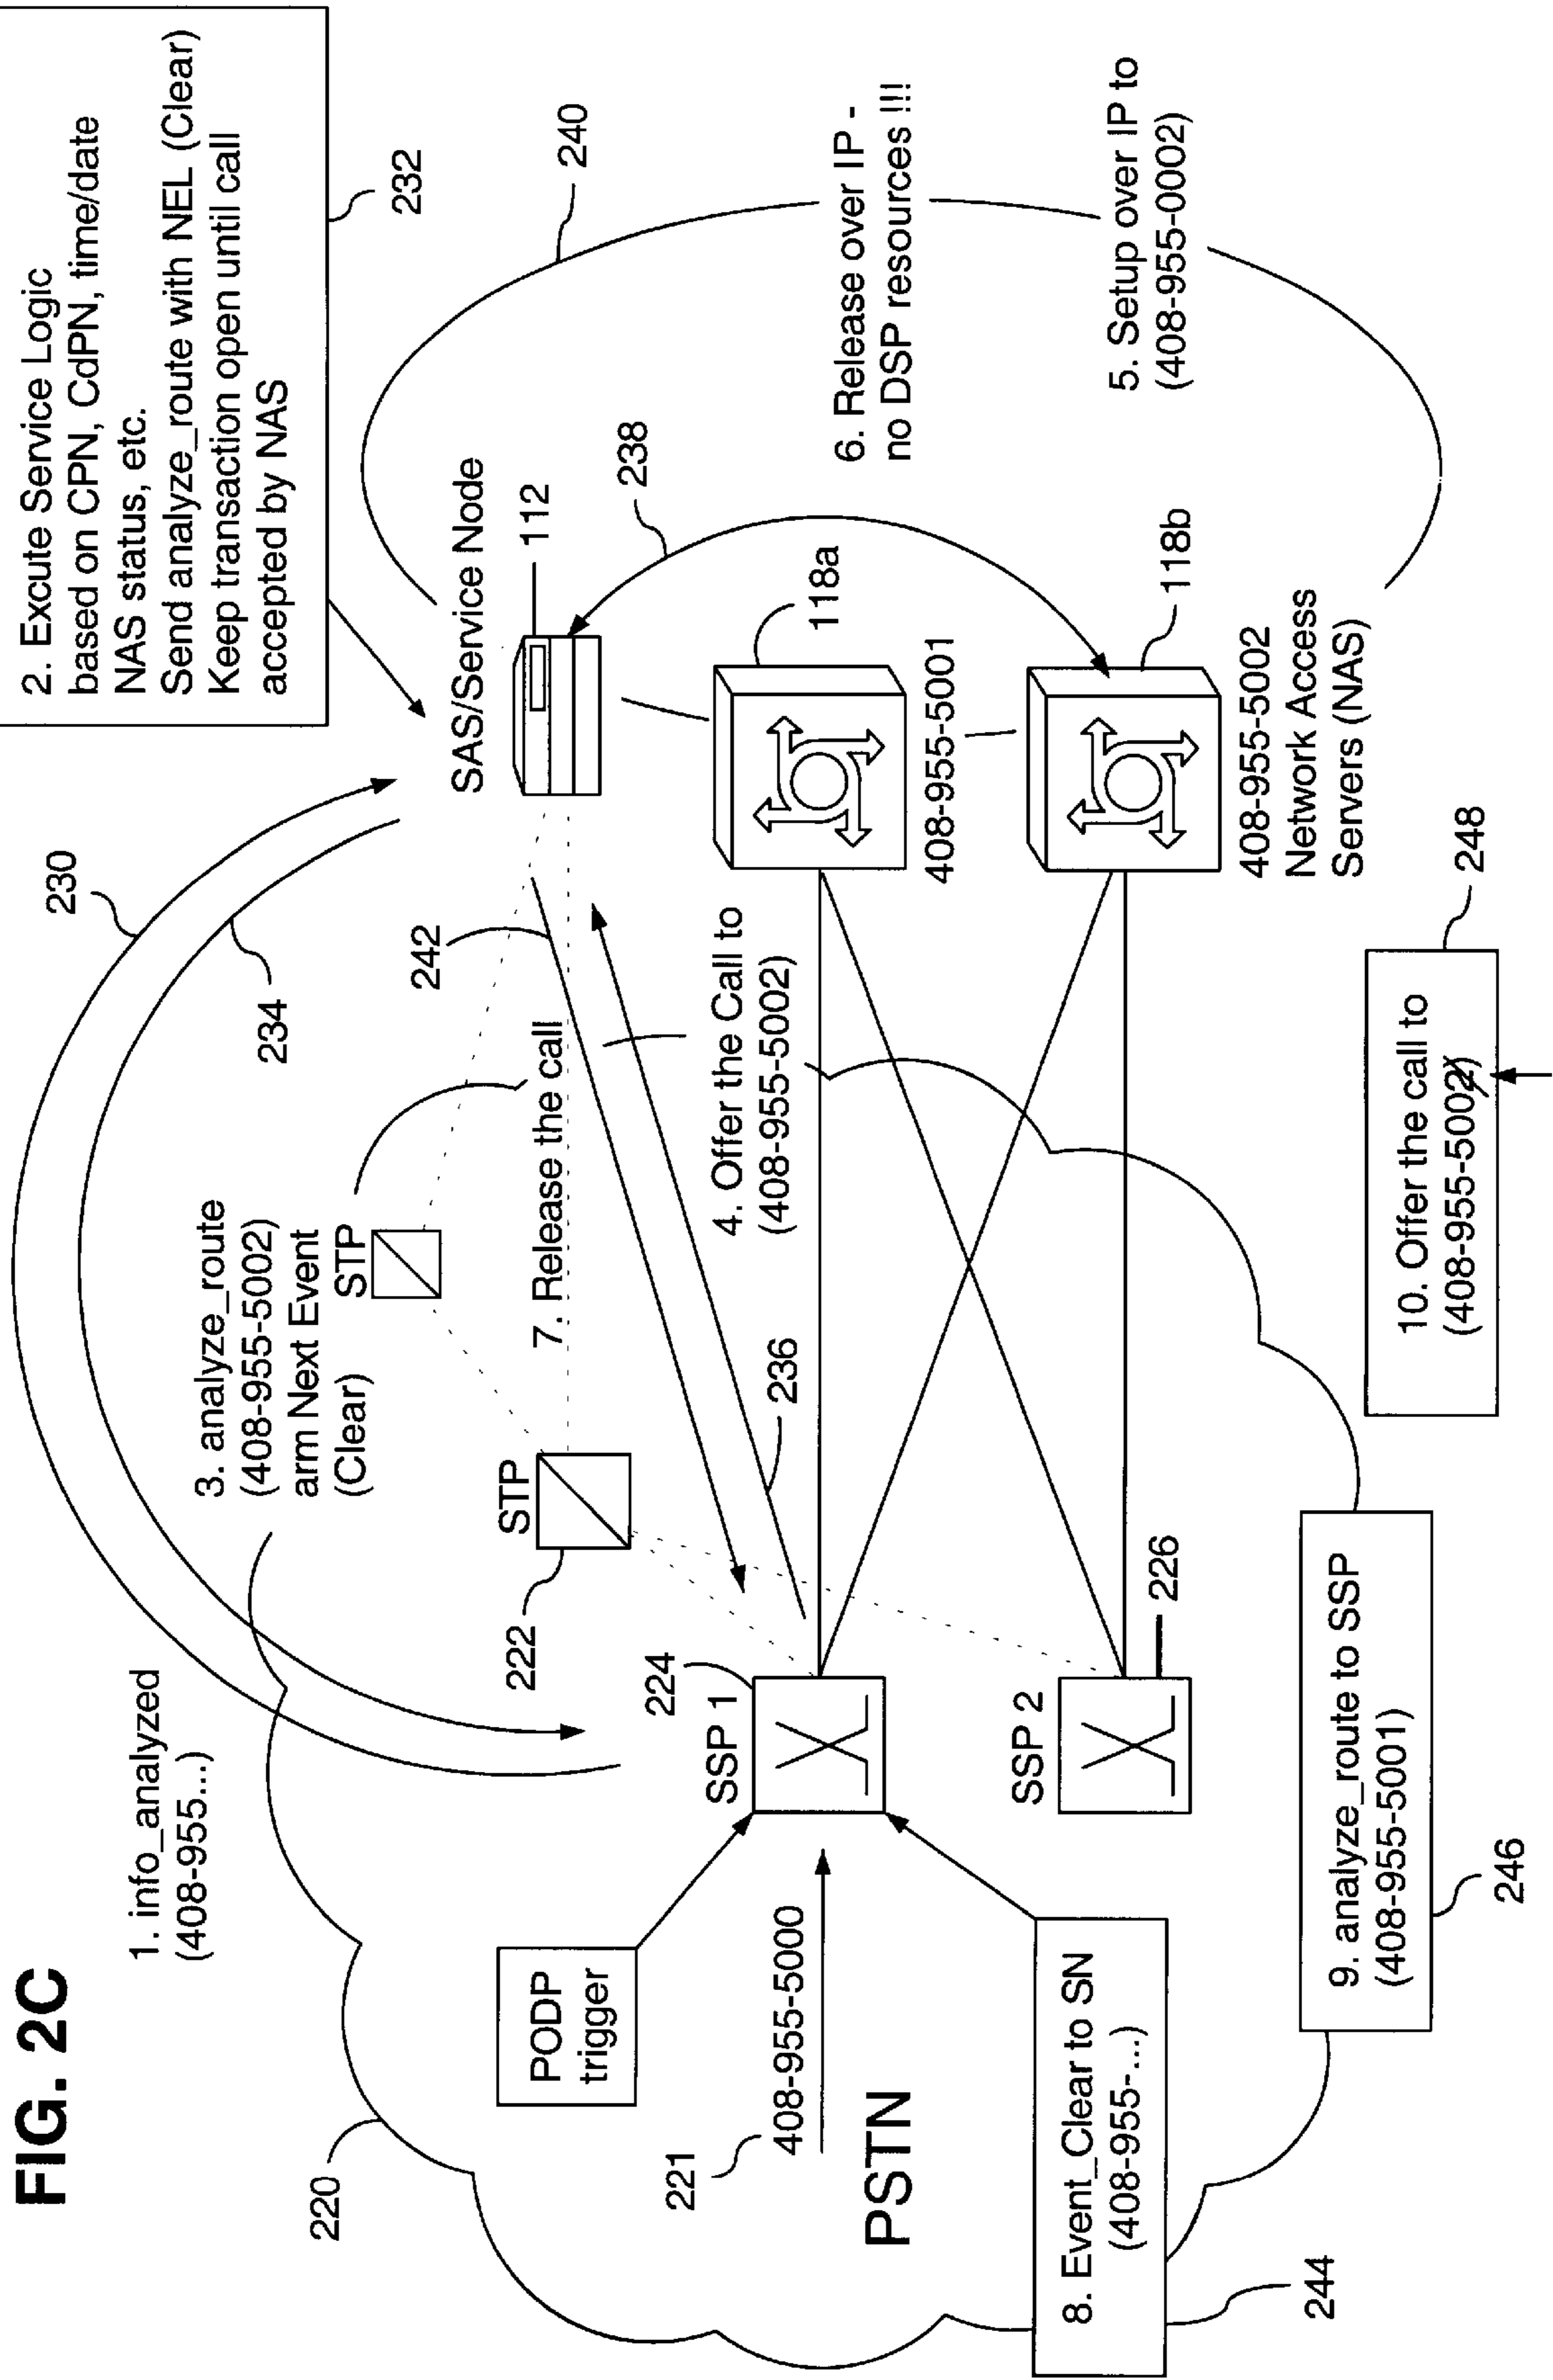 FIG. 2C
2. Excute Service Logic
based on CPN, CdPN, time/date
NAS status, etc.
Send analyze_route with NEL (Clear)
Keep transaction open until call
accepted by NAS
232
230
234
1. info_analyzed
(408-955...)
3. analyze_route
(408-955-5002)
arm Next Event
(Clear)
STP
STP
222
220
PODP
trigger
221
408-955-5000
PSTN
SSP 1
224
SSP 2
226
7. Release the call
242
236
4. Offer the Call to
(408-955-5002)
SAS/Service Node
112
238
240
118a
408-955-5001
118b
408-955-5002
Network Access
Servers (NAS)
6. Release over IP -
no DSP resources !!!
5. Setup over IP to
(408-955-0002)
8. Event_Clear to SN
(408-955-...)
244
9. analyze_route to SSP
(408-955-5001)
246
10. Offer the call to
(408-955-5002)
248